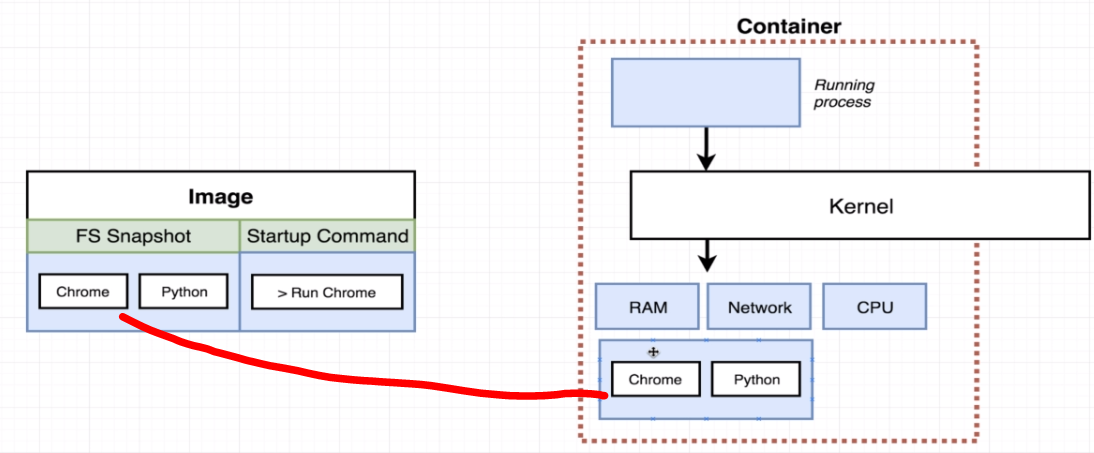 Container
Running
process
Image
Kernel
FS Snapshot
Startup Command
Chrome
Python
> Run Chrome
RAM
Network
CPU
Chrome
Python